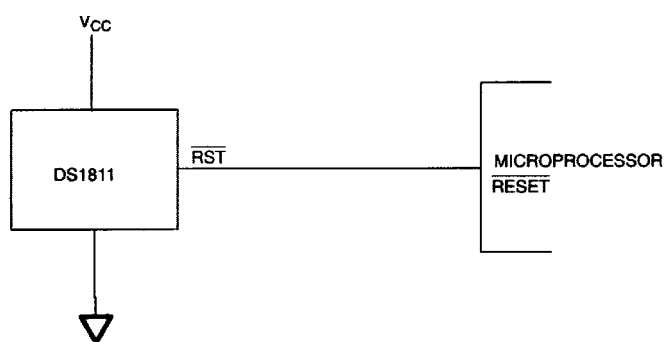 VCC
RST
DS1811
MICROPROCESSOR
RESET